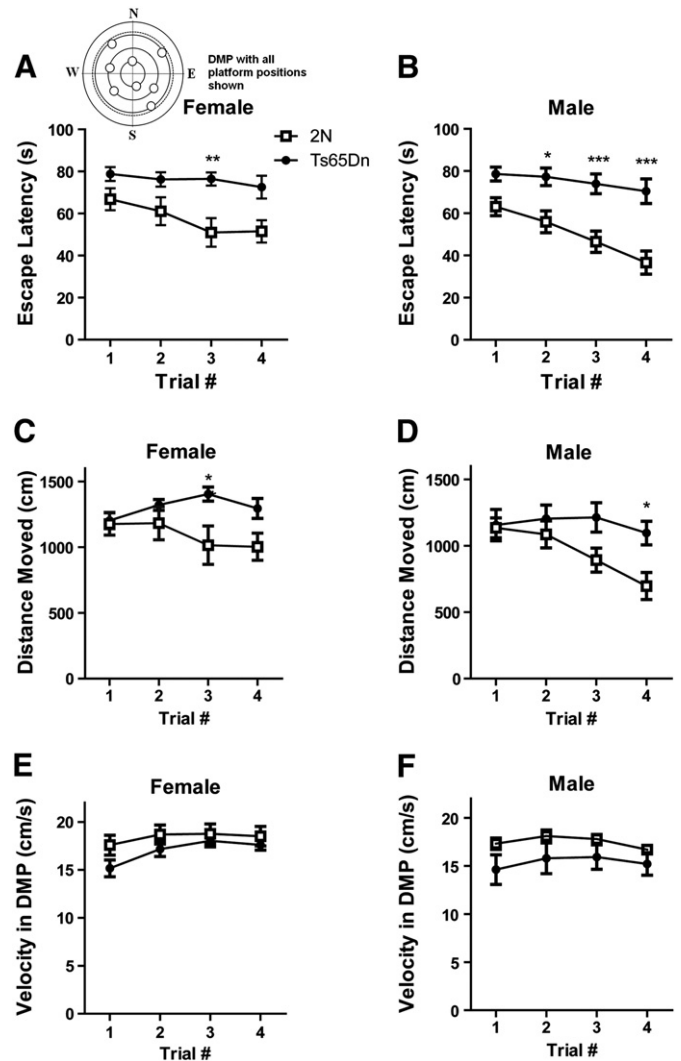 A
N
W
E
S
DMP with all
platform positions
shown
Female
2N
Ts65Dn
Escape Latency (s)
100
80
60
40
20
0
**
1 2 3 4
Trial #
B
Male
Escape Latency (s)
100
80
60
40
20
0
* *** ***
1 2 3 4
Trial #
C
Female
Distance Moved (cm)
1500
1000
500
0
*
1 2 3 4
Trial #
D
Male
Distance Moved (cm)
1500
1000
500
0
*
1 2 3 4
Trial #
E
Female
Velocity in DMP (cm/s)
20
15
10
5
0
1 2 3 4
Trial #
F
Male
Velocity in DMP (cm/s)
20
15
10
5
0
1 2 3 4
Trial #